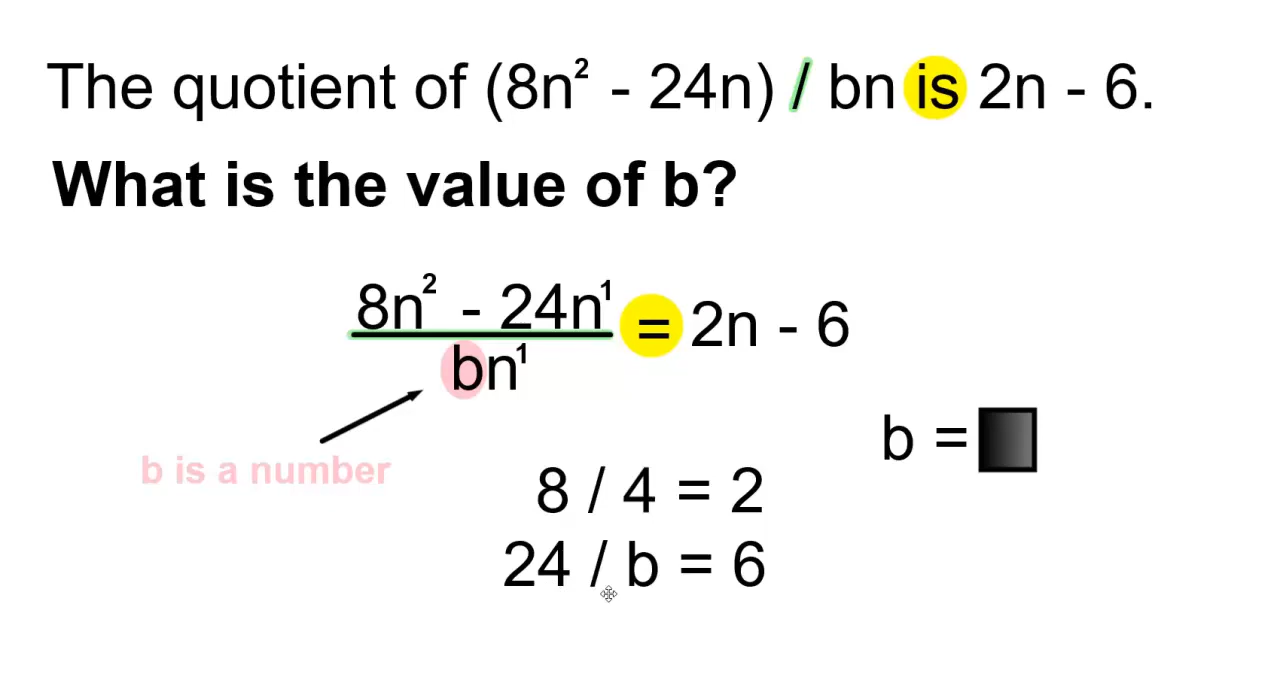 The quotient of (8n² - 24n) / bn is 2n - 6.
What is the value of b?
8n² - 24n¹ = 2n - 6
bn¹
b =
b is a number
8 / 4 = 2
24 / b = 6